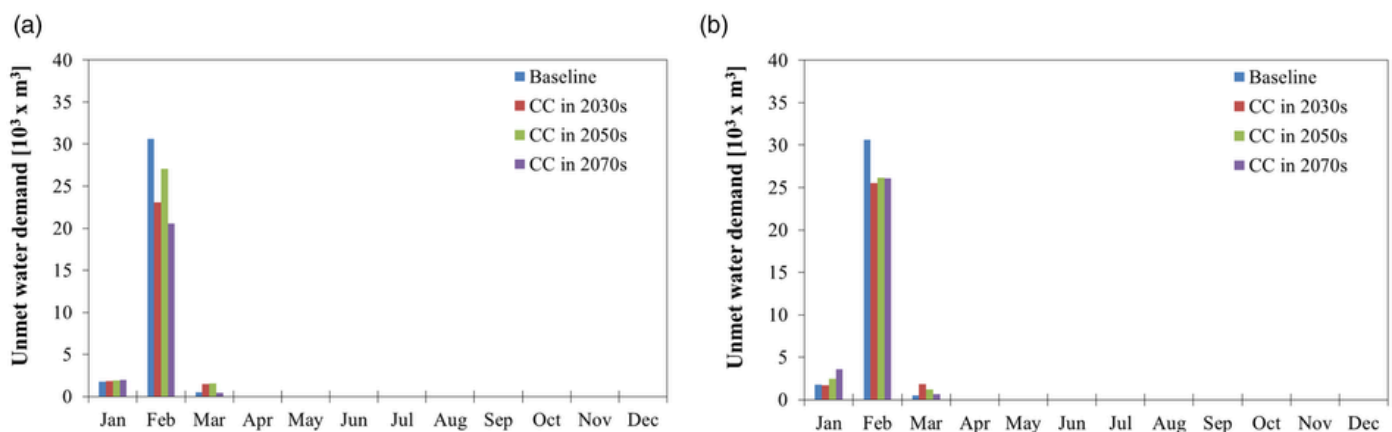 (a)
Unmet water demand [10³ x m³]
40
35
30
25
20
15
10
5
0
Baseline
CC in 2030s
CC in 2050s
CC in 2070s
Jan Feb Mar Apr May Jun Jul Aug Sep Oct Nov Dec
(b)
Unmet water demand [10³ x m³]
40
35
30
25
20
15
10
5
0
Baseline
CC in 2030s
CC in 2050s
CC in 2070s
Jan Feb Mar Apr May Jun Jul Aug Sep Oct Nov Dec